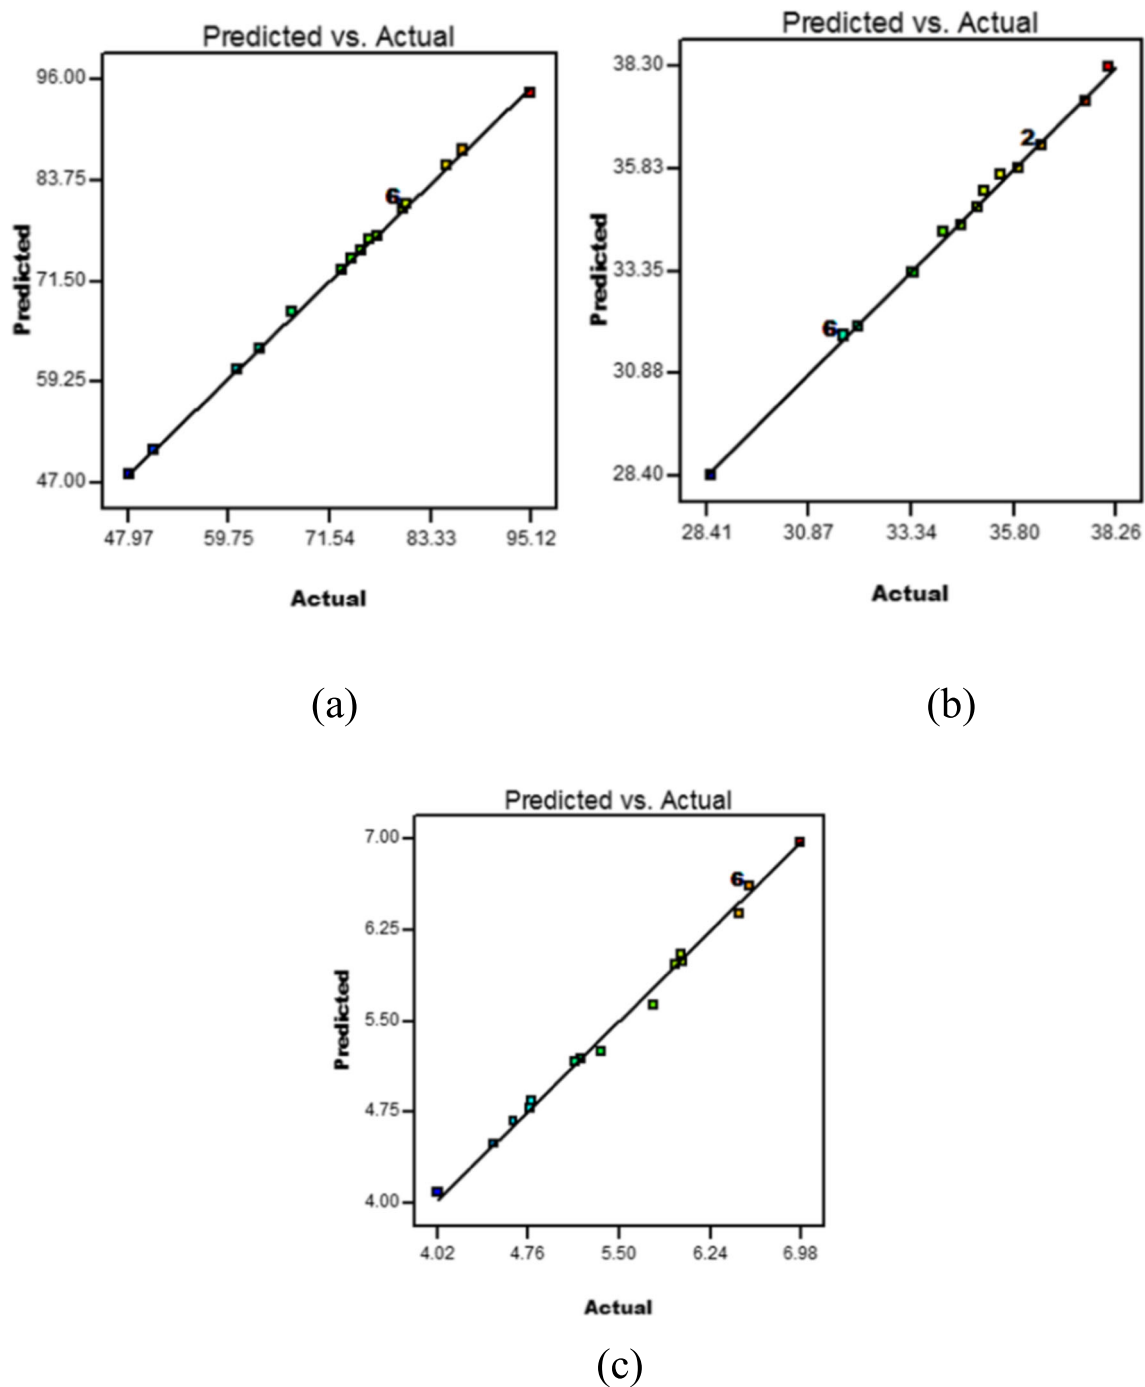 Predicted vs. Actual
96.00
83.75
71.50
59.25
47.00
6
Predicted
47.97 59.75 71.54 83.33 95.12
Actual
(a)
Predicted vs. Actual
38.30
35.83
33.35
30.88
28.40
2
6
Predicted
28.41 30.87 33.34 35.80 38.26
Actual
(b)
Predicted vs. Actual
7.00
6.25
5.50
4.75
4.00
6
Predicted
4.02 4.76 5.50 6.24 6.98
Actual
(c)